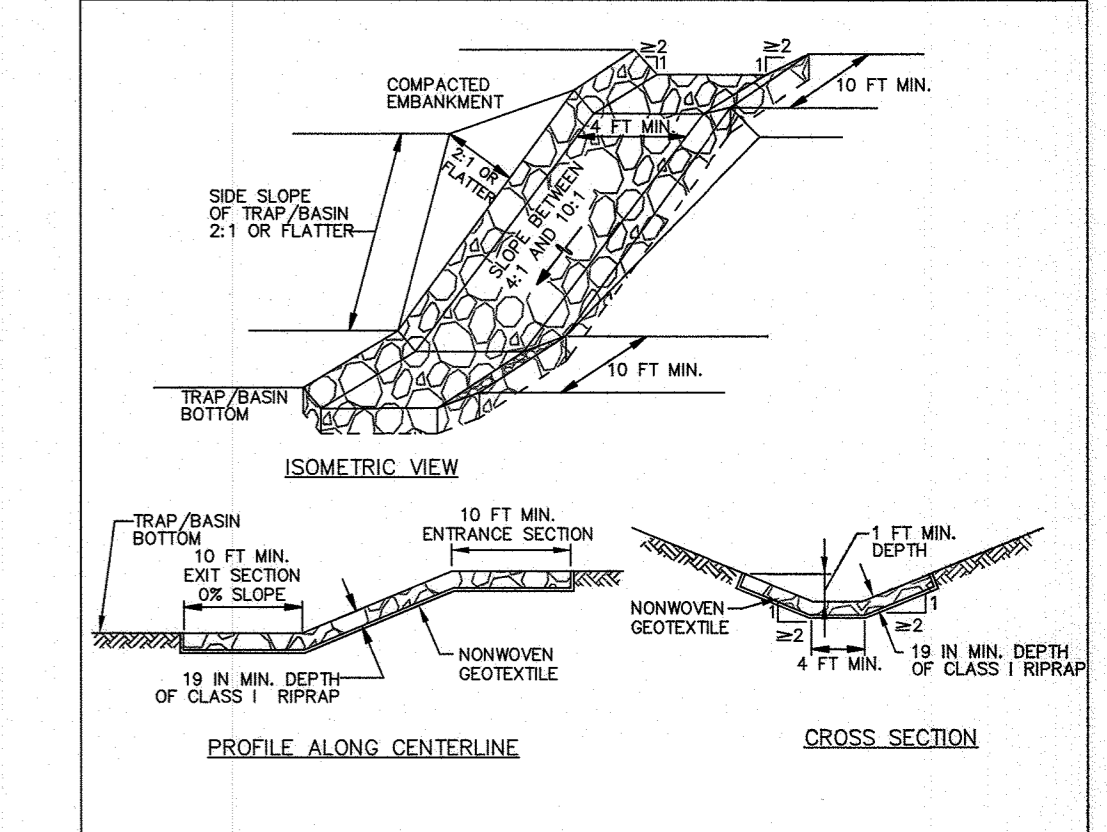 ≥2
1
≥2
1
COMPACTED
EMBANKMENT
10 FT MIN.
4 FT MIN.
2:1 OR
FLATTER
SIDE SLOPE
OF TRAP/BASIN
2:1 OR FLATTER
SLOPE BETWEEN
4:1 AND 10:1
10 FT MIN.
TRAP/BASIN
BOTTOM
ISOMETRIC VIEW
TRAP/BASIN
BOTTOM
10 FT MIN.
EXIT SECTION
0% SLOPE
10 FT MIN.
ENTRANCE SECTION
NONWOVEN
GEOTEXTILE
19 IN MIN. DEPTH
OF CLASS I RIPRAP
PROFILE ALONG CENTERLINE
1 FT MIN.
DEPTH
NONWOVEN
GEOTEXTILE
1
≥2
1
≥2
4 FT MIN.
19 IN MIN. DEPTH
OF CLASS I RIPRAP
CROSS SECTION